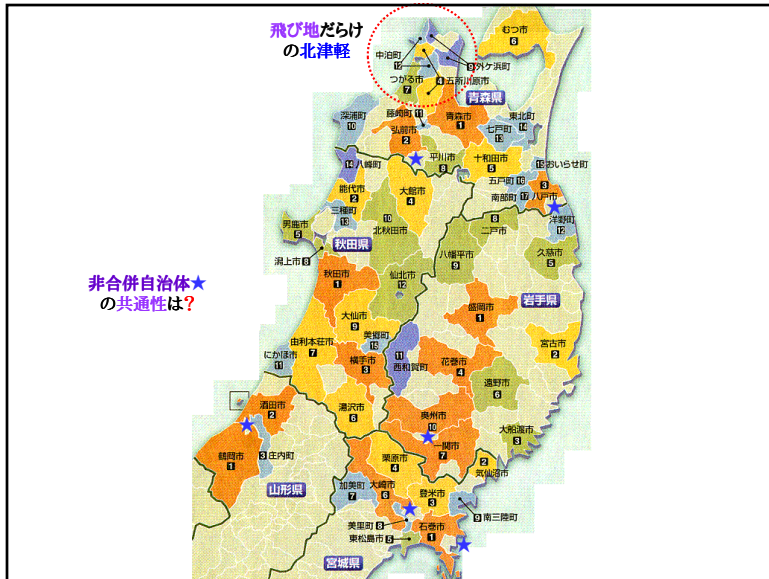 飛び地だらけ
の北津軽
むつ市
6
中泊町
12
9外ケ浜町
つがる市
7
4
五所川原市
青森県
深浦町
10
藤崎町
11
青森市
1
東北町
14
七戸町
13
弘前市
2
平川市
9
十和田市
5
15おいらせ町
五戸町
16
3
八戸市
南部町
17
洋野町
12
14八峰町
能代市
2
大館市
4
三種町
13
男鹿市
5
10
北秋田市
8
二戸市
八幡平市
9
久慈市
5
秋田県
潟上市8
仙北市
12
秋田市
1
岩手県
非合併自治体★
の共通性は?
盛岡市
1
大仙市
9
美郷町
15
由利本荘市
7
にかほ市
11
横手市
3
11
西和賀町
花巻市
4
宮古市
2
遠野市
6
湯沢市
6
奥州市
10
酒田市
2
大船渡市
3
一関市
7
鶴岡市
1
3
庄内町
栗原市
4
2
気仙沼市
山形県
加美町
7
大崎市
6
登米市
3
9南三陸町
美里町
8
石巻市
1
東松島市5
宮城県